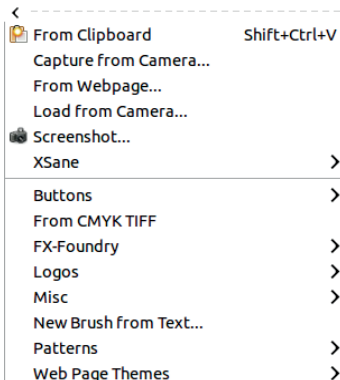 From Clipboard Shift+Ctrl+V
Capture from Camera...
From Webpage...
Load from Camera...
Screenshot...
XSane
Buttons
From CMYK TIFF
FX-Foundry
Logos
Misc
New Brush from Text...
Patterns
Web Page Themes